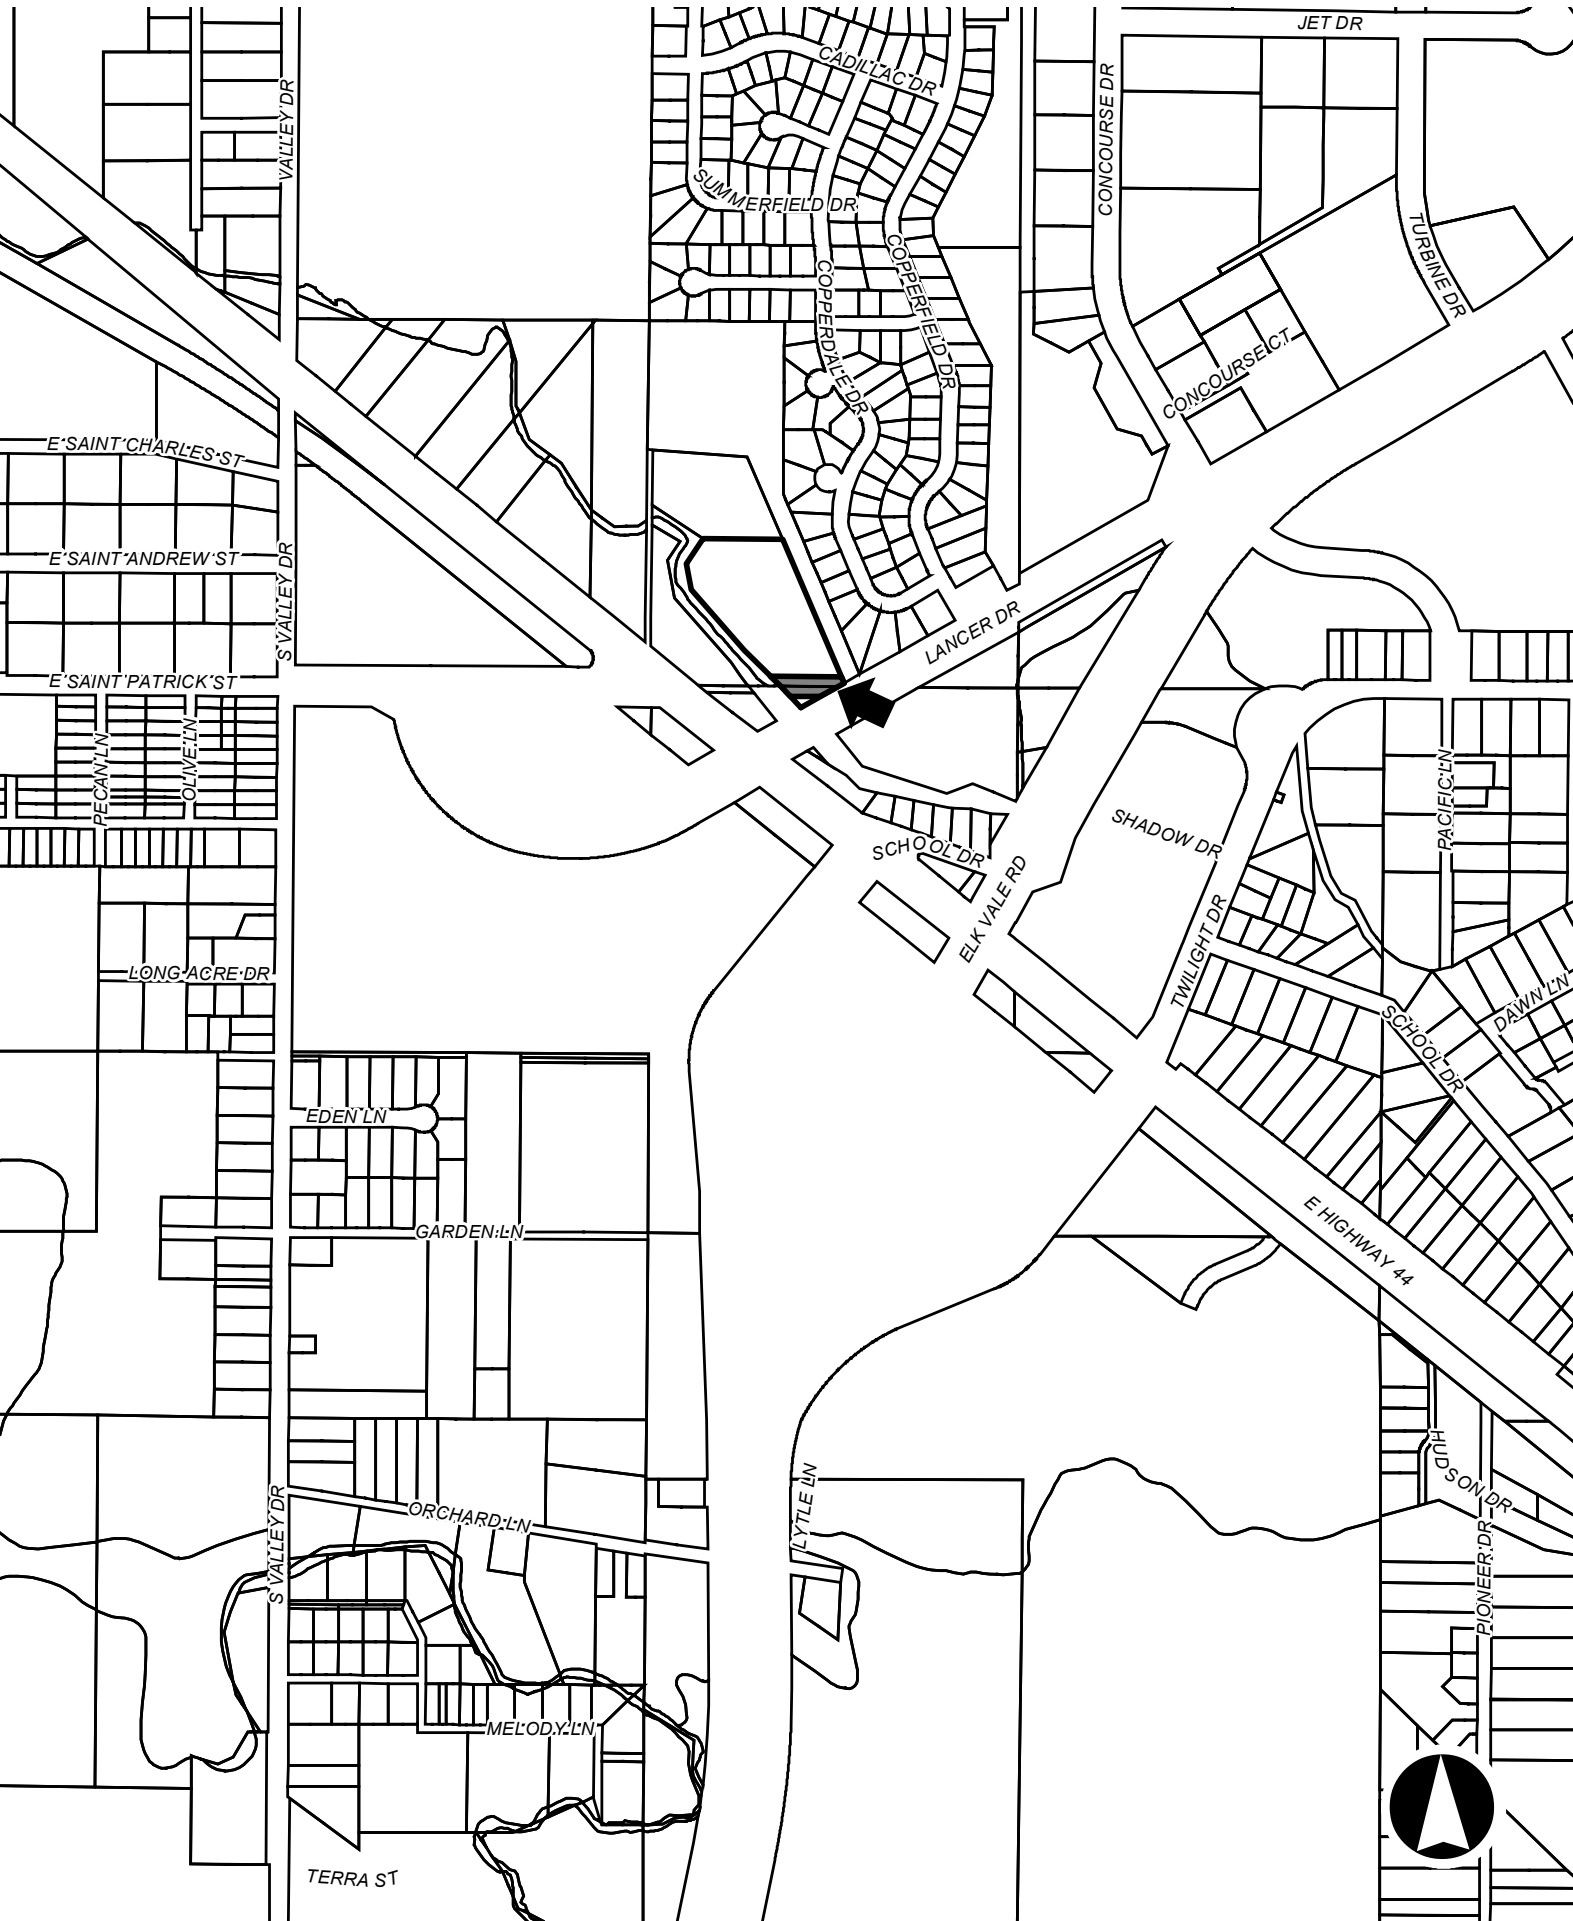 JET DR
CADILLAC DR
VALLEY DR
CONCOURSE DR
SUMMERFIELD DR
TURBINE DR
COPPERDALE DR
COPPERFIELD DR
CONCOURSE CT
E SAINT CHARLES ST
E SAINT ANDREW ST
S VALLEY DR
LANCER DR
E SAINT PATRICK ST
PECAN LN
OLIVE LN
PACIFIC LN
SHADOW DR
SCHOOL DR
ELK VALE RD
TWILIGHT DR
LONG ACRE DR
DAWN LN
SCHOOL DR
EDEN LN
GARDEN LN
E HIGHWAY 44
HUDSON DR
S VALLEY DR
ORCHARD LN
LYTLE LN
PIONEER DR
MELODY LN
TERRA ST